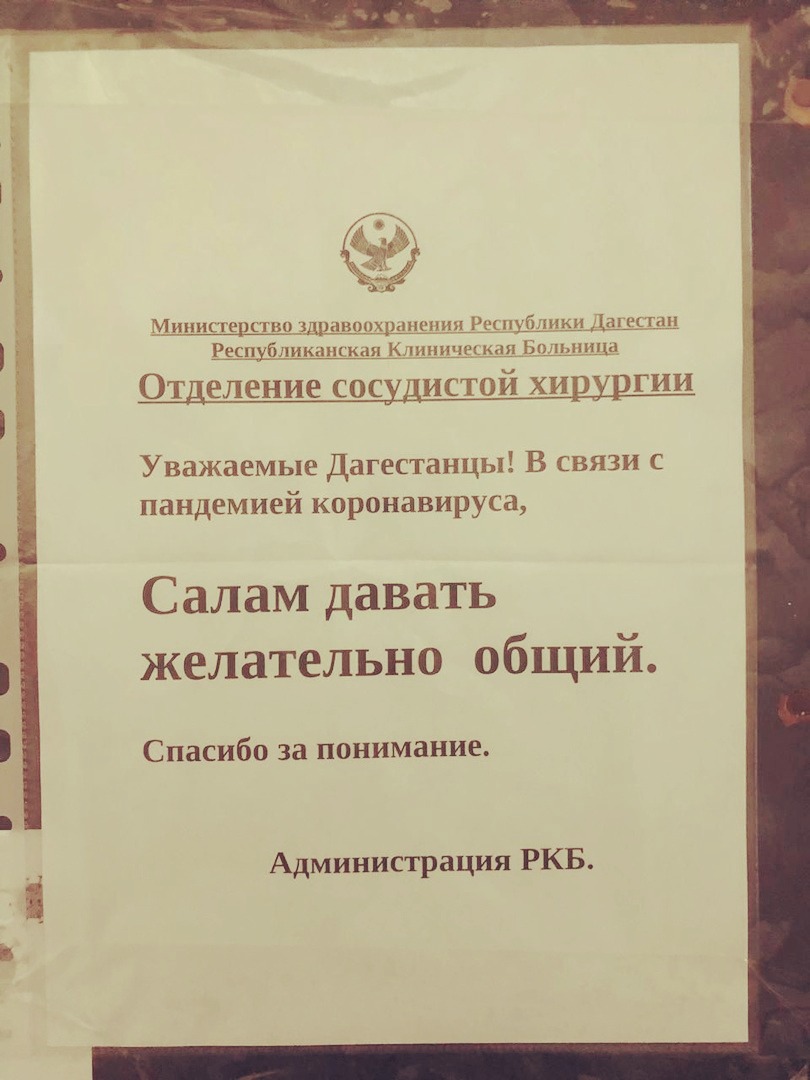 Министерство здравоохранения Республики Дагестан
Республиканская Клиническая Больница
Отделение сосудистой хирургии
Уважаемые Дагестанцы! В связи с
пандемией коронавируса,
Салам давать
желательно общий.
Спасибо за понимание.
Администрация РКБ.